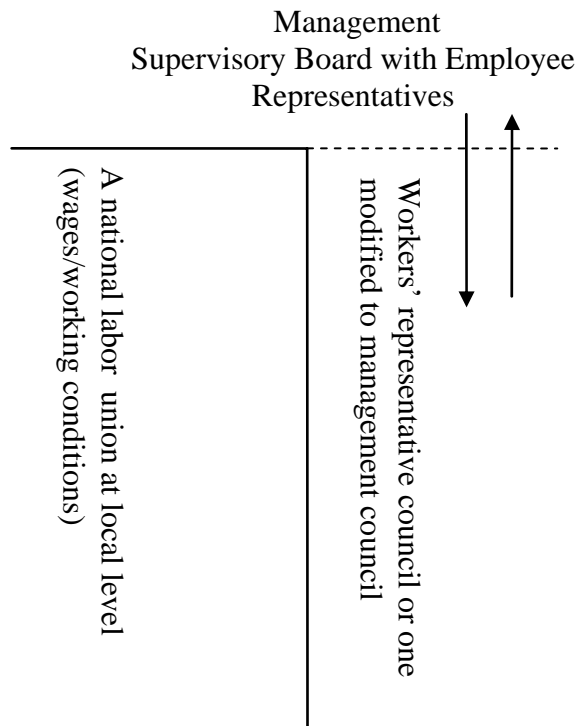 Management
Supervisory Board with Employee
Representatives
A national labor union at local level
(wages/working conditions)
Workers’ representative council or one
modified to management council